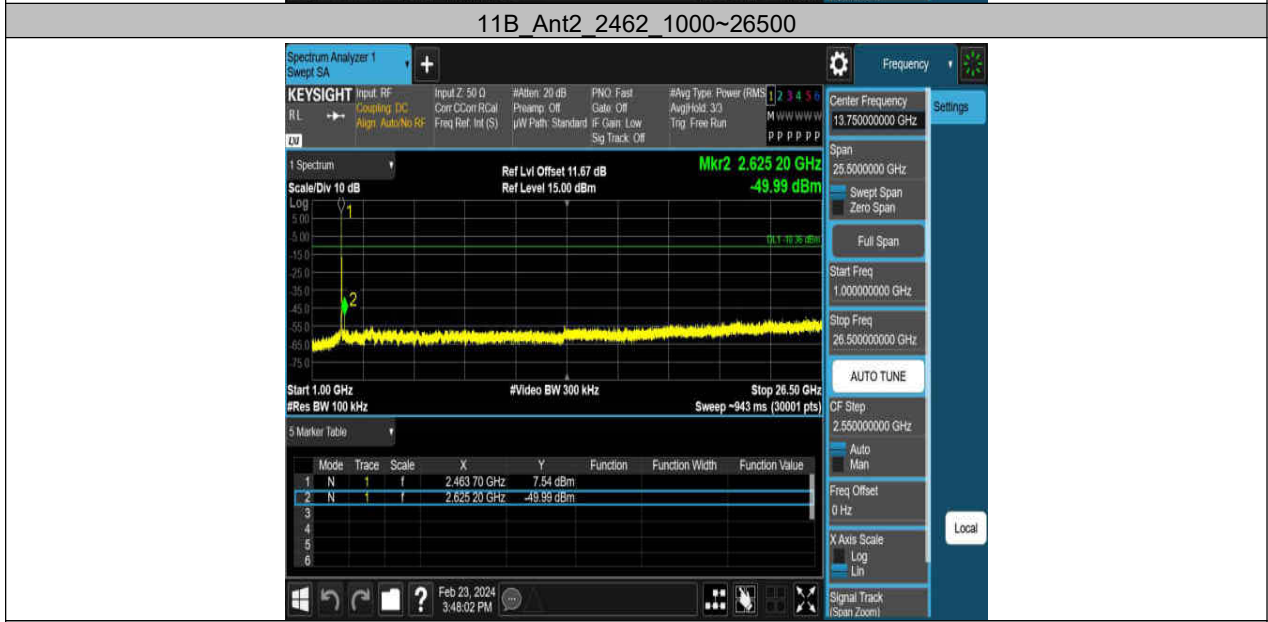 11B_Ant2_2462_1000~26500
Spectrum Analyzer 1
Swept SA
+
Frequency
KEYSIGHT
RL
LXI
Input: RF
Coupling: DC
Align: Auto/No RF
Input Z: 50 Ω
Corr CCorr RCal
Freq Ref: Int (S)
#Atten: 20 dB
Preamp: Off
µW Path: Standard
PNO: Fast
Gate: Off
IF Gain: Low
Sig Track: Off
#Avg Type: Power (RMS
Avg|Hold: 3/3
Trig: Free Run
1 2 3 4 5 6
M W W W W W
P P P P P P
1 Spectrum
Scale/Div 10 dB
Ref Lvl Offset 11.67 dB
Ref Level 15.00 dBm
Mkr2 2.625 20 GHz
-49.99 dBm
Log
5.00
-5.00
-15.0
-25.0
-35.0
-45.0
-55.0
-65.0
-75.0
1
2
Start 1.00 GHz
#Res BW 100 kHz
#Video BW 300 kHz
Stop 26.50 GHz
Sweep ~943 ms (30001 pts)
5 Marker Table
Mode Trace Scale X Y Function Function Width Function Value
1 N 1 f 2.463 70 GHz 7.54 dBm
2 N 1 f 2.625 20 GHz -49.99 dBm
3
4
5
6
Feb 23, 2024
3:48:02 PM
Center Frequency
13.750000000 GHz
Settings
Span
25.5000000 GHz
Swept Span
Zero Span
Full Span
Start Freq
1.000000000 GHz
Stop Freq
26.500000000 GHz
AUTO TUNE
CF Step
2.550000000 GHz
Auto
Man
Freq Offset
0 Hz
X Axis Scale
Log
Lin
Local
Signal Track
(Span Zoom)